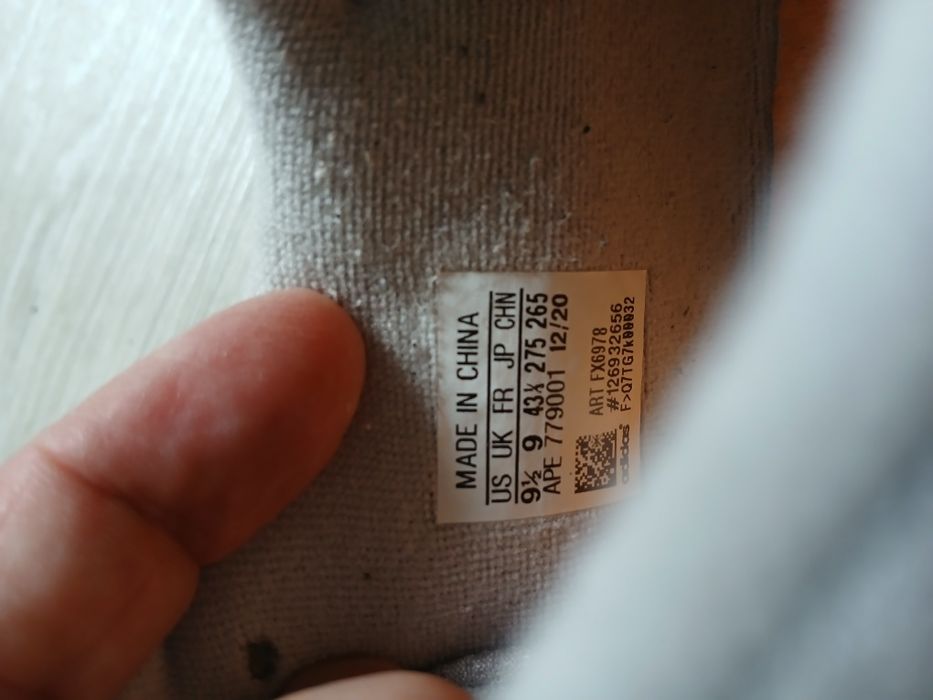 MADE IN CHINA
US UK FR JP CHN
9½ 9 43⅓ 275 265
APE 779001 12/20
ART FX6978
#126932656
F>Q7TG7k00032
adidas